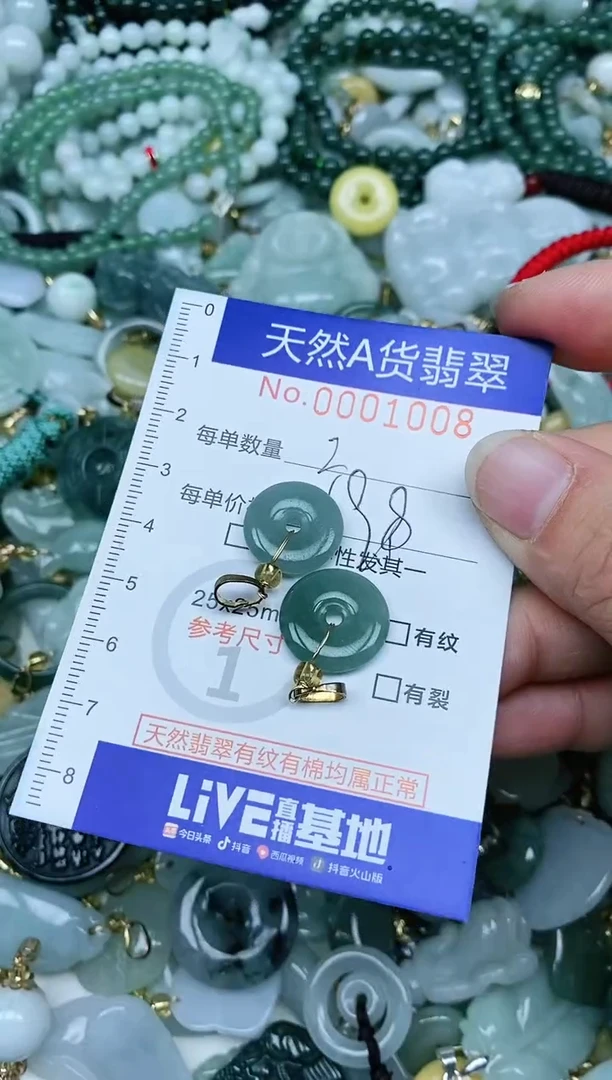 0
1
2
3
4
5
6
7
8
天然A货翡翠
No.0001008
每单数量 2
每单价
198
性发其一
25x25m
参考尺寸
有纹
1
有裂
天然翡翠有纹有棉均属正常
LiVE直播基地
今日头条 抖音 西瓜视频 抖音火山版